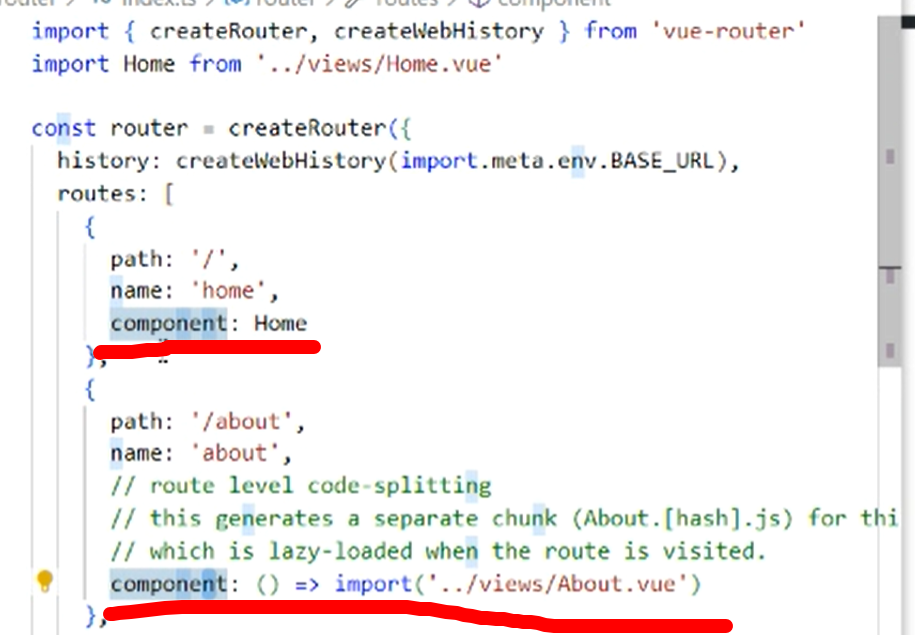 index.ts
component
import { createRouter, createWebHistory } from 'vue-router'
import Home from '../views/Home.vue'
const router = createRouter({
history: createWebHistory(import.meta.env.BASE_URL),
routes: [
{
path: '/',
name: 'home',
component: Home
},
{
path: '/about',
name: 'about',
// route level code-splitting
// this generates a separate chunk (About.[hash].js) for thi
// which is lazy-loaded when the route is visited.
component: () => import('../views/About.vue')
},